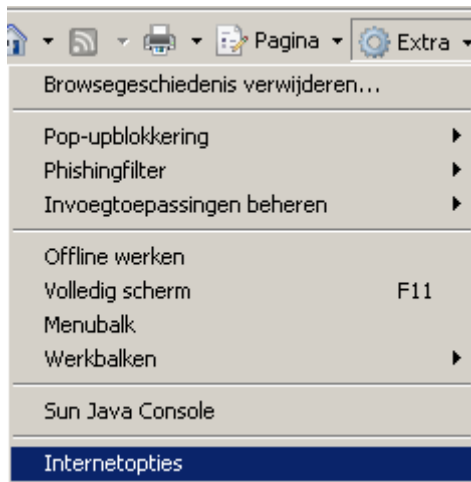 Pagina Extra
Browsegeschiedenis verwijderen...
Pop-upblokkering
Phishingfilter
Invoegtoepassingen beheren
Offline werken
Volledig scherm F11
Menubalk
Werkbalken
Sun Java Console
Internetopties